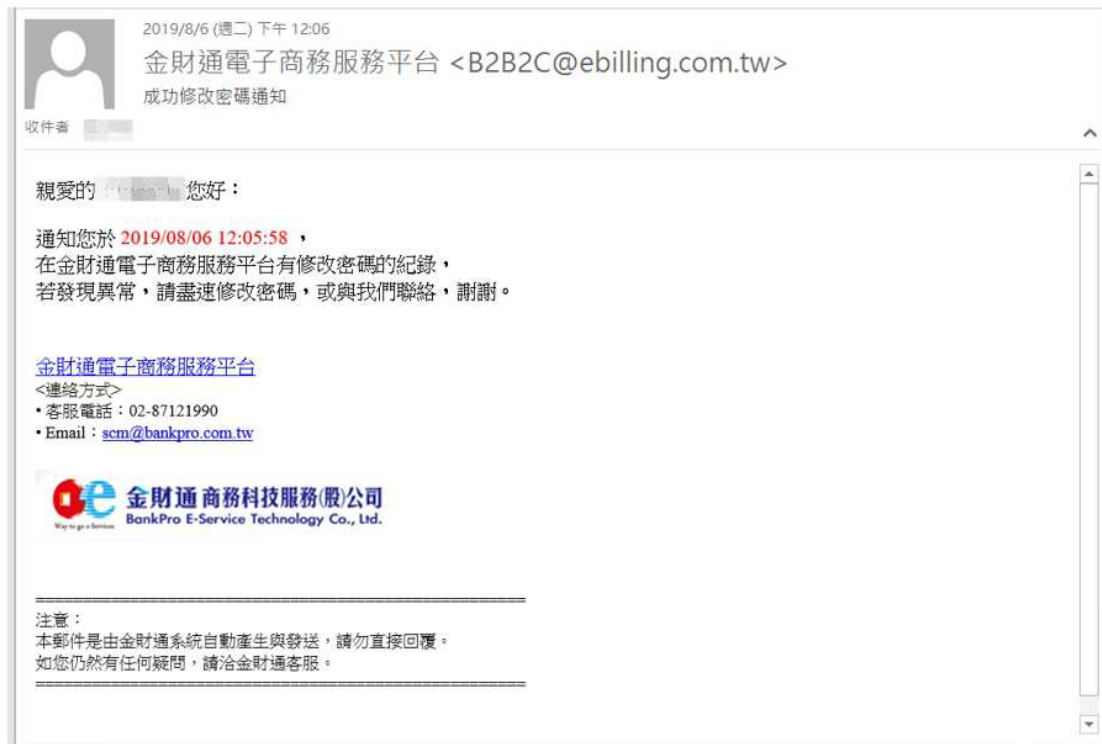 2019/8/6 (週二) 下午 12:06
金財通電子商務服務平台 <B2B2C@ebilling.com.tw>
成功修改密碼通知
收件者
親愛的 您好：
通知您於 2019/08/06 12:05:58 ，
在金財通電子商務服務平台有修改密碼的紀錄，
若發現異常，請盡速修改密碼，或與我們聯絡，謝謝。
金財通電子商務服務平台
<連絡方式>
• 客服電話：02-87121990
• Email：scm@bankpro.com.tw
金財通商務科技服務(股)公司
Way to go e-Services
BankPro E-Service Technology Co., Ltd.
====================================================
注意：
本郵件是由金財通系統自動產生與發送，請勿直接回覆。
如您仍然有任何疑問，請洽金財通客服。
====================================================